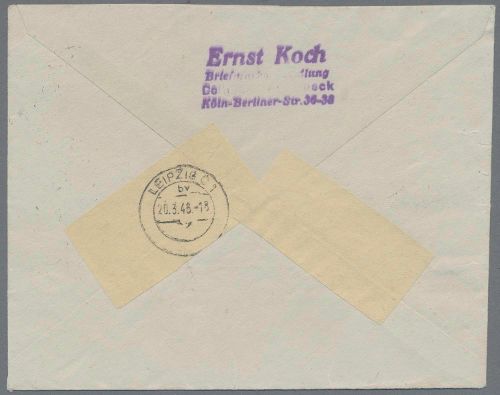 Ernst Koch
Köln-Berliner-Str. 36-38
LEIPZIG C 1
bv
20.3.48.-18